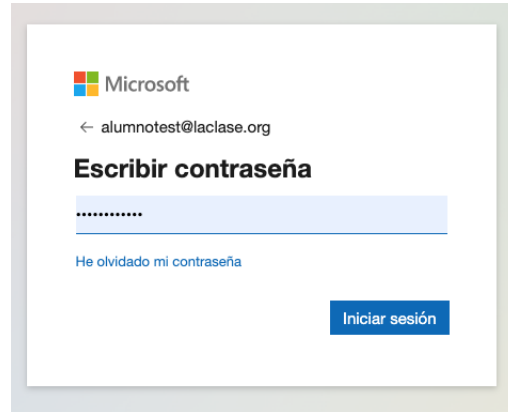 Microsoft
← alumnotest@laclase.org
Escribir contraseña
••••••••••••
He olvidado mi contraseña
Iniciar sesión